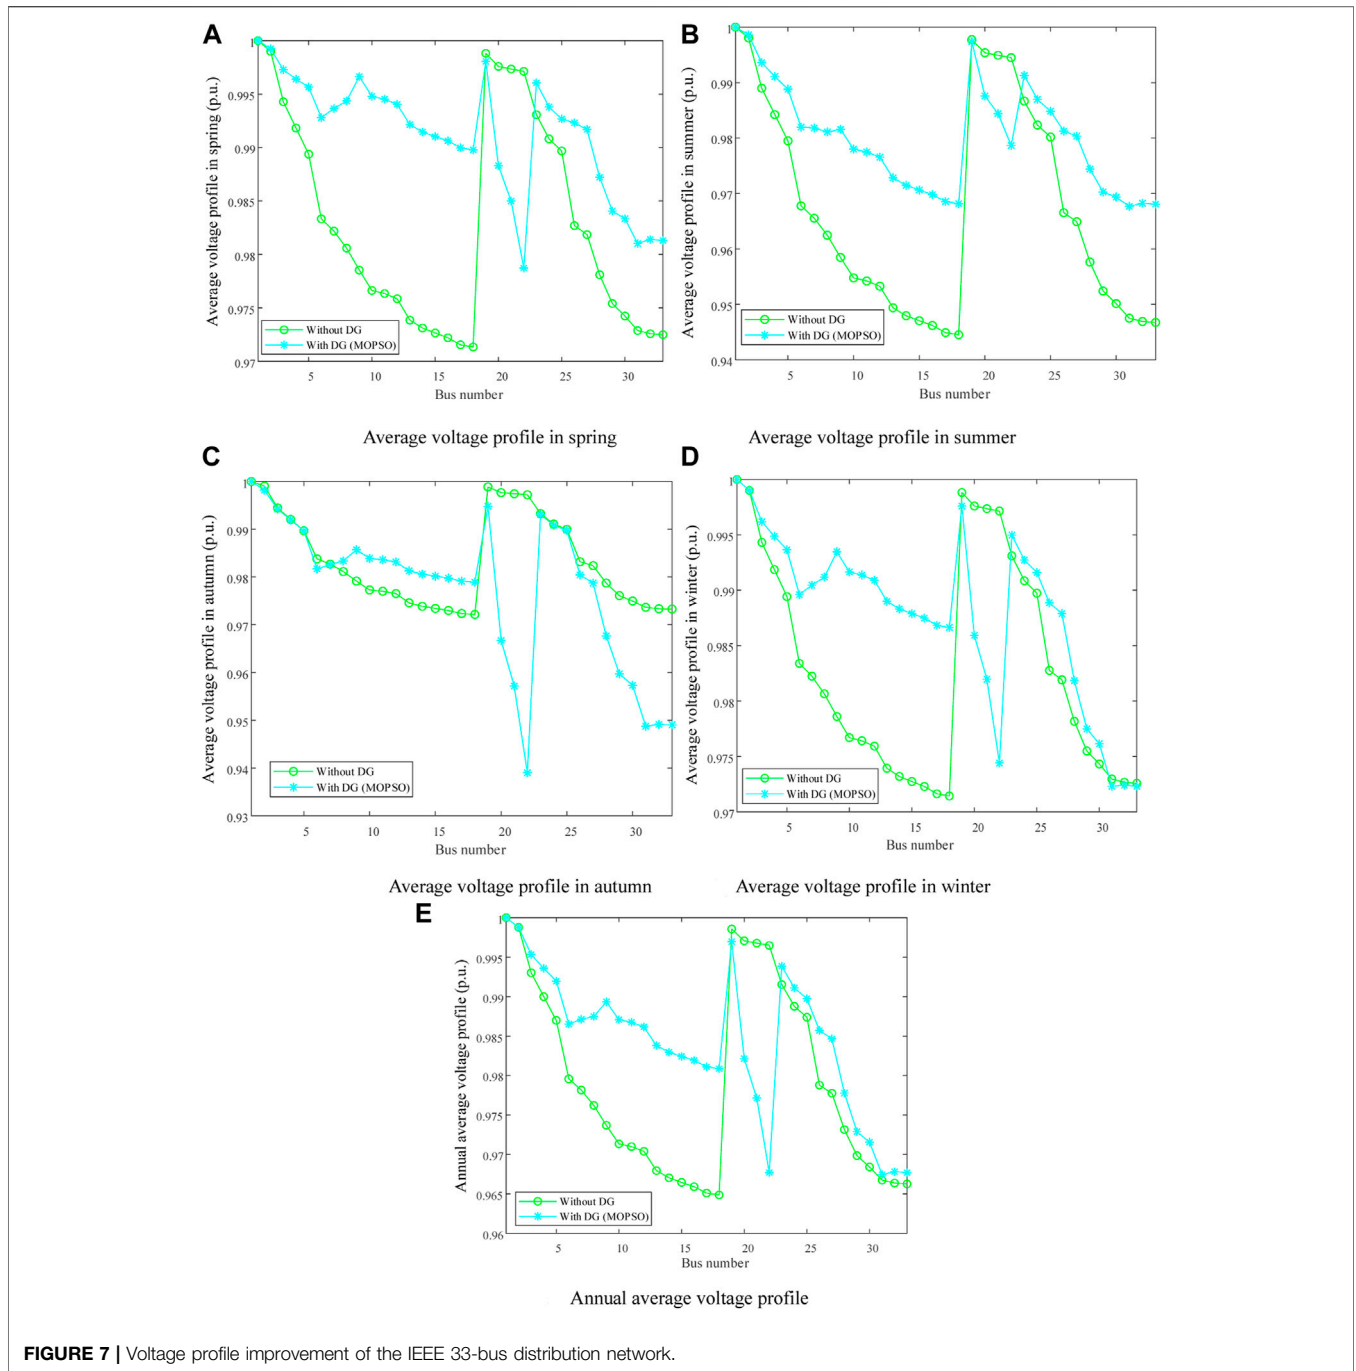 A
Average voltage profile in spring (p.u.)
1
0.995
0.99
0.985
0.98
0.975
0.97
Without DG
With DG (MOPSO)
5 10 15 20 25 30
Bus number
Average voltage profile in spring
B
Average voltage profile in summer (p.u.)
1
0.99
0.98
0.97
0.96
0.95
0.94
Without DG
With DG (MOPSO)
5 10 15 20 25 30
Bus number
Average voltage profile in summer
C
Average voltage profile in autumn (p.u.)
1
0.99
0.98
0.97
0.96
0.95
0.94
0.93
Without DG
With DG (MOPSO)
5 10 15 20 25 30
Bus number
Average voltage profile in autumn
D
Average voltage profile in winter (p.u.)
1
0.995
0.99
0.985
0.98
0.975
0.97
Without DG
With DG (MOPSO)
5 10 15 20 25 30
Bus number
Average voltage profile in winter
E
Annual average voltage profile (p.u.)
1
0.995
0.99
0.985
0.98
0.975
0.97
0.965
0.96
Without DG
With DG (MOPSO)
5 10 15 20 25 30
Bus number
Annual average voltage profile
FIGURE 7 | Voltage profile improvement of the IEEE 33-bus distribution network.